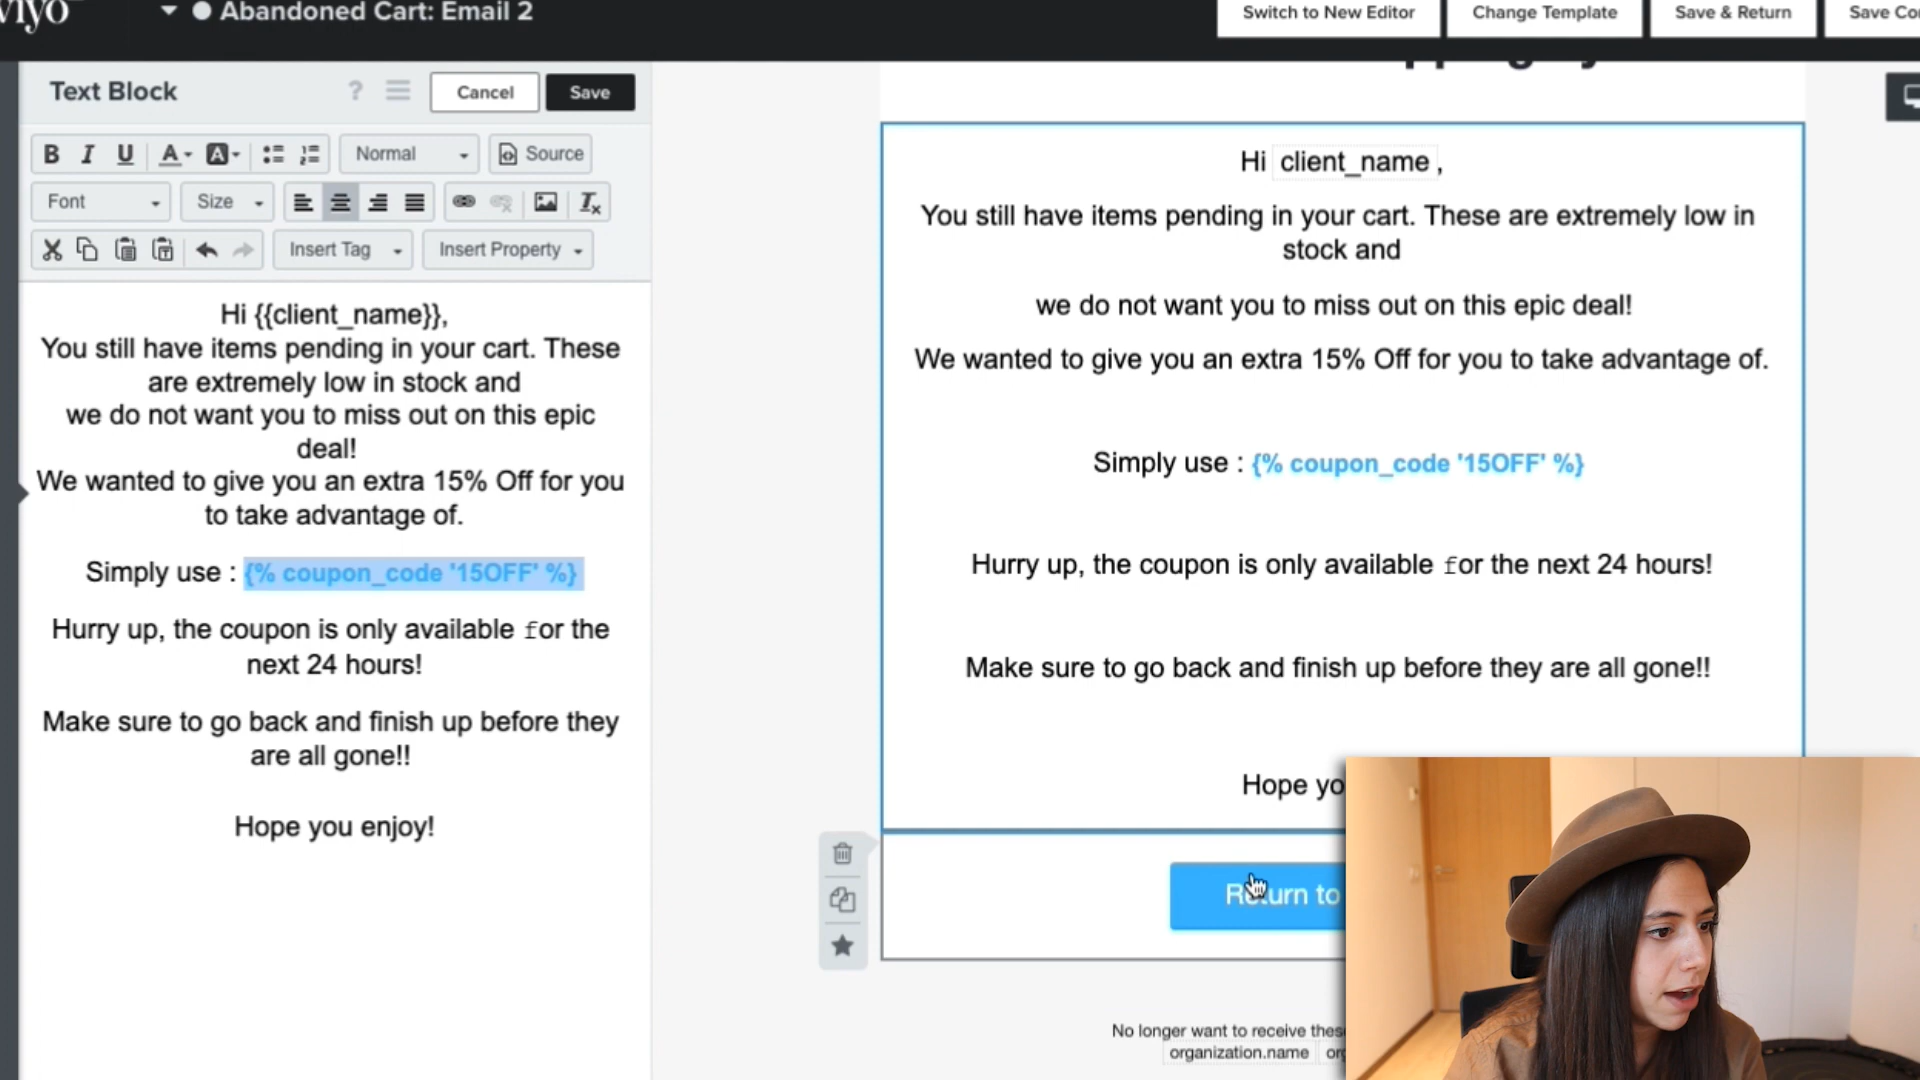 Abandoned Cart: Email 2
Switch to New Editor
Change Template
Save & Return
Text Block
?
Cancel
Save
B I U A A
Normal
Source
Font
Size
Insert Tag
Insert Property
Hi {{client_name}},
You still have items pending in your cart. These
are extremely low in stock and
we do not want you to miss out on this epic
deal!
We wanted to give you an extra 15% Off for you
to take advantage of.
Simply use : {% coupon_code '15OFF' %}
Hurry up, the coupon is only available for the
next 24 hours!
Make sure to go back and finish up before they
are all gone!!
Hope you enjoy!
Hi client_name ,
You still have items pending in your cart. These are extremely low in
stock and
we do not want you to miss out on this epic deal!
We wanted to give you an extra 15% Off for you to take advantage of.
Simply use : {% coupon_code '15OFF' %}
Hurry up, the coupon is only available for the next 24 hours!
Make sure to go back and finish up before they are all gone!!
Hope yo
Return to
No longer want to receive thes
organization.name